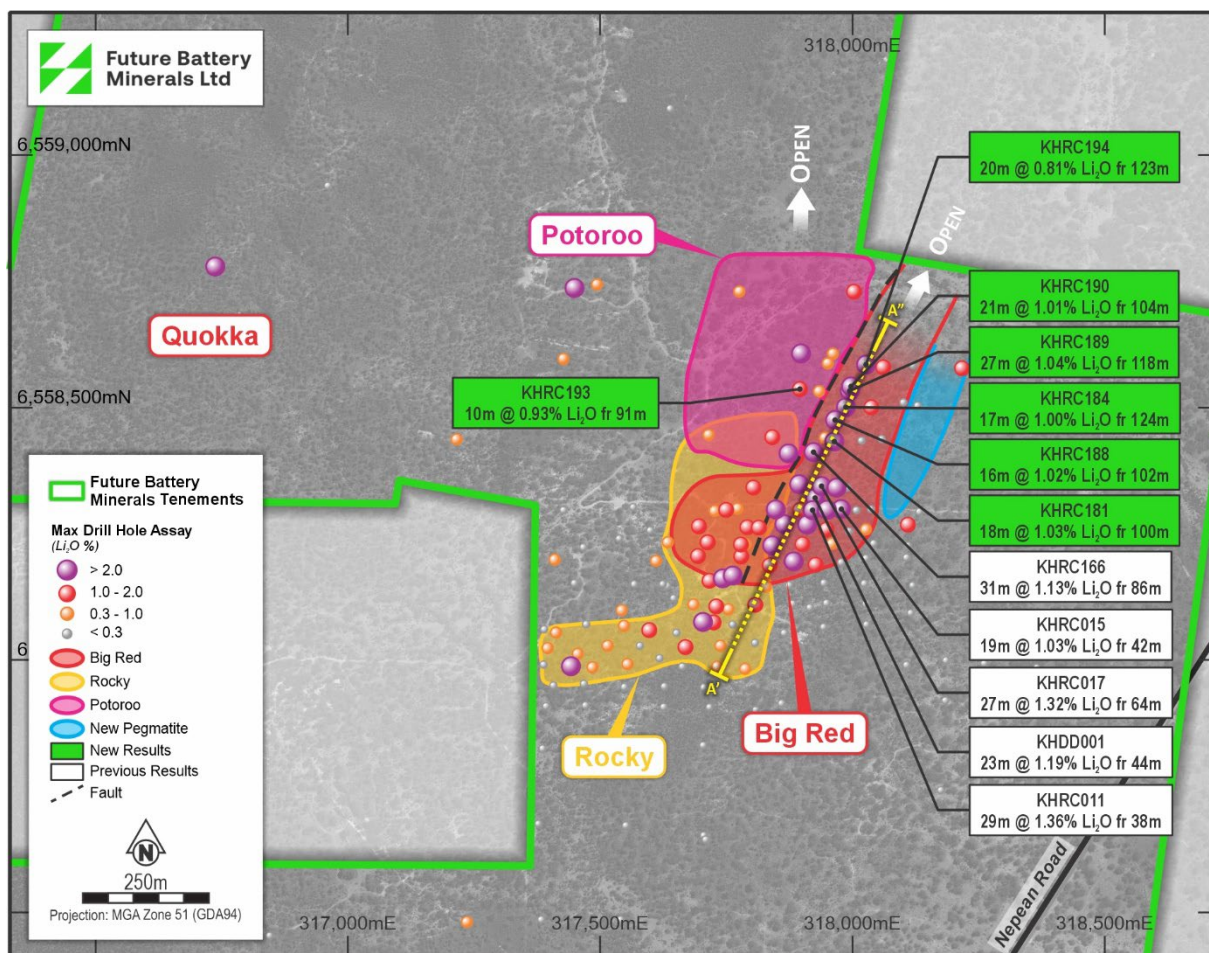 Future Battery
Minerals Ltd
318,000mE
6,559,000mN
OPEN
OPEN
KHRC194
20m @ 0.81% Li₂O fr 123m
Potoroo
Quokka
KHRC190
21m @ 1.01% Li₂O fr 104m
A"
KHRC189
27m @ 1.04% Li₂O fr 118m
KHRC193
10m @ 0.93% Li₂O fr 91m
6,558,500mN
KHRC184
17m @ 1.00% Li₂O fr 124m
KHRC188
16m @ 1.02% Li₂O fr 102m
KHRC181
18m @ 1.03% Li₂O fr 100m
KHRC166
31m @ 1.13% Li₂O fr 86m
KHRC015
19m @ 1.03% Li₂O fr 42m
KHRC017
27m @ 1.32% Li₂O fr 64m
KHDD001
23m @ 1.19% Li₂O fr 44m
KHRC011
29m @ 1.36% Li₂O fr 38m
A'
Big Red
Rocky
Nepean Road
Future Battery
Minerals Tenements
Max Drill Hole Assay
(Li₂O %)
> 2.0
1.0 - 2.0
0.3 - 1.0
< 0.3
Big Red
Rocky
Potoroo
New Pegmatite
New Results
Previous Results
Fault
N
250m
Projection: MGA Zone 51 (GDA94)
6
317,000mE
317,500mE
318,000mE
318,500mE